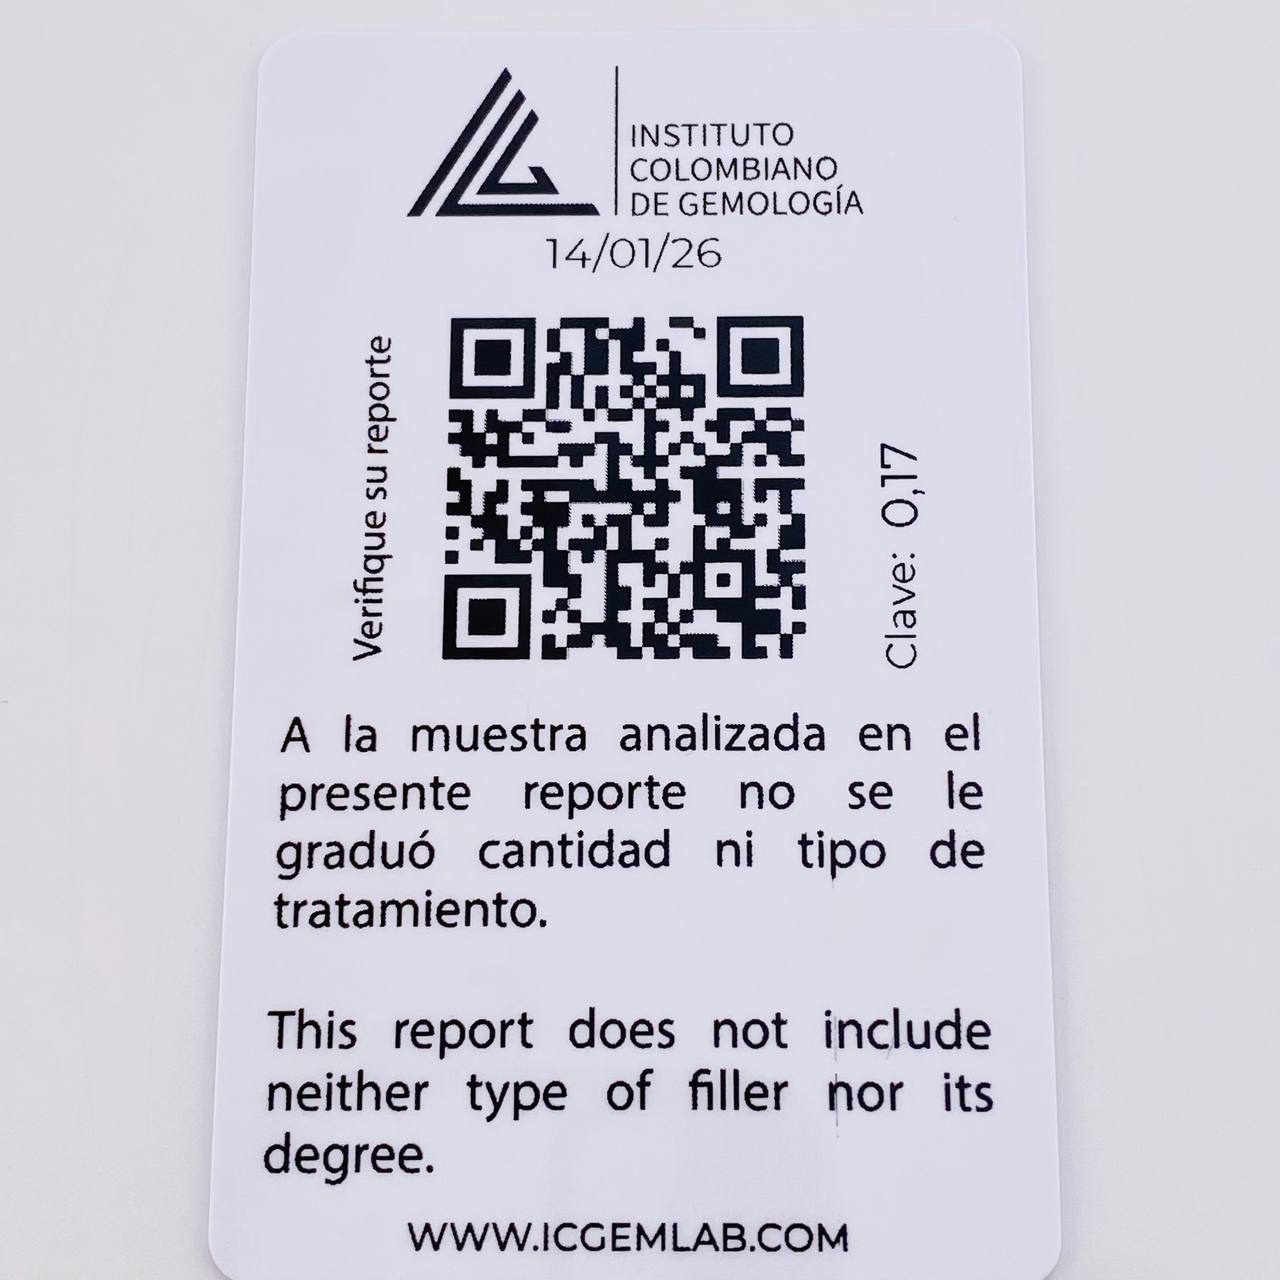 INSTITUTO
COLOMBIANO
DE GEMOLOGÍA
14/01/26
Verifique su reporte
Clave: 0,17
A la muestra analizada en el
presente reporte no se le
graduó cantidad ni tipo de
tratamiento.
This report does not include
neither type of filler nor its
degree.
WWW.ICGEMLAB.COM